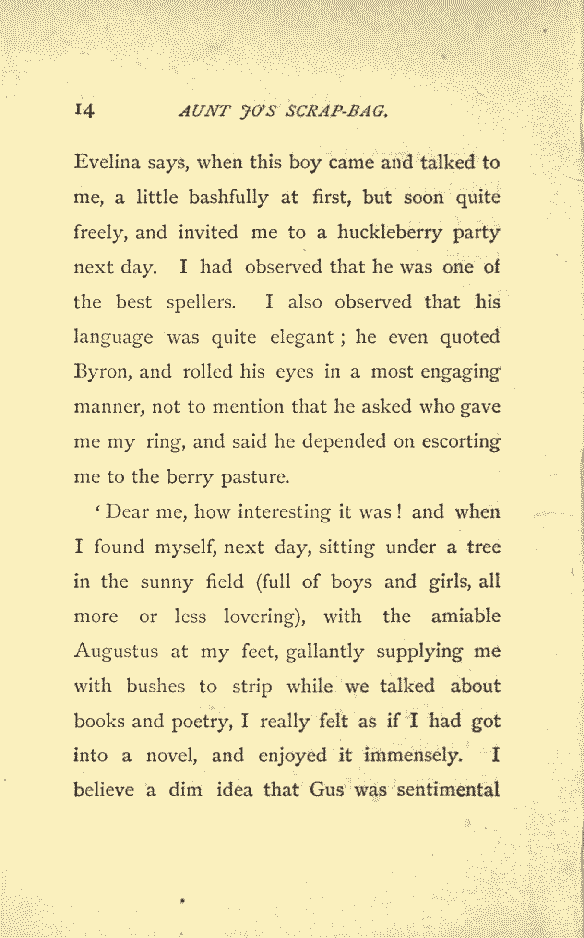 14 AUNT JO'S SCRAP-BAG.
Evelina says, when this boy came and talked to
me, a little bashfully at first, but soon quite
freely, and invited me to a huckleberry party
next day. I had observed that he was one of
the best spellers. I also observed that his
language was quite elegant ; he even quoted
Byron, and rolled his eyes in a most engaging
manner, not to mention that he asked who gave
me my ring, and said he depended on escorting
me to the berry pasture.
‘ Dear me, how interesting it was ! and when
I found myself, next day, sitting under a tree
in the sunny field (full of boys and girls, all
more or less lovering), with the amiable
Augustus at my feet, gallantly supplying me
with bushes to strip while we talked about
books and poetry, I really felt as if I had got
into a novel, and enjoyed it immensely. I
believe a dim idea that Gus was sentimental